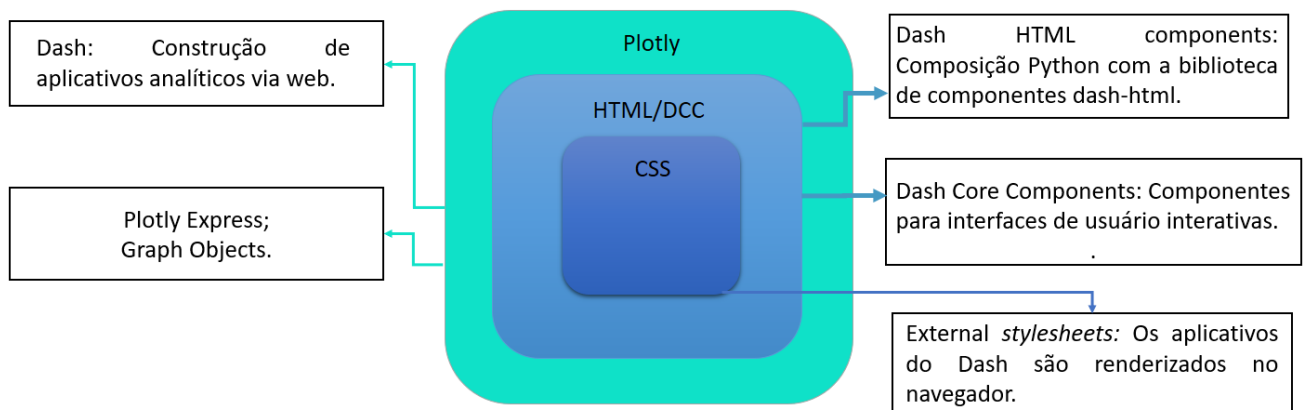 Dash: Construção de
aplicativos analíticos via web.
Plotly Express;
Graph Objects.
Plotly
HTML/DCC
CSS
Dash HTML components:
Composição Python com a biblioteca
de componentes dash-html.
Dash Core Components: Componentes
para interfaces de usuário interativas.
.
External stylesheets: Os aplicativos
do Dash são renderizados no
navegador.